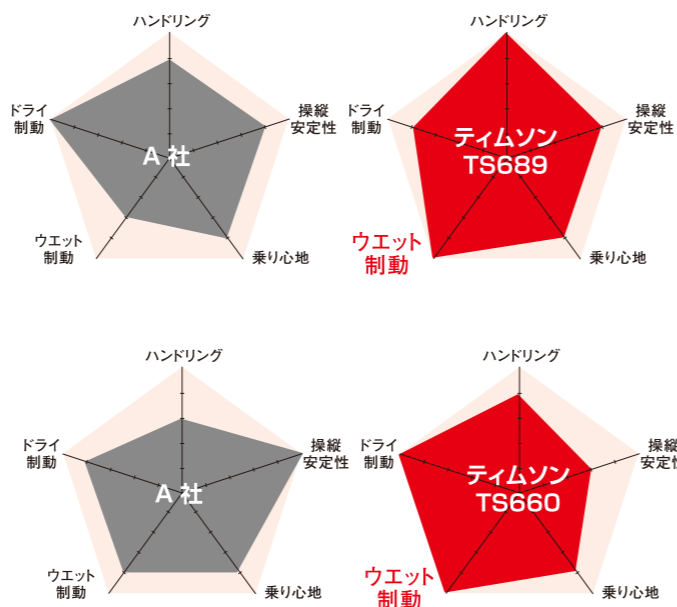 ハンドリング
ドライ
制動
操縦
安定性
A 社
ウエット
制動
乗り心地
ハンドリング
ドライ
制動
操縦
安定性
ティムソン
TS689
ウエット
制動
乗り心地
ハンドリング
ドライ
制動
操縦
安定性
A 社
ウエット
制動
乗り心地
ハンドリング
ドライ
制動
操縦
安定性
ティムソン
TS660
ウエット
制動
乗り心地